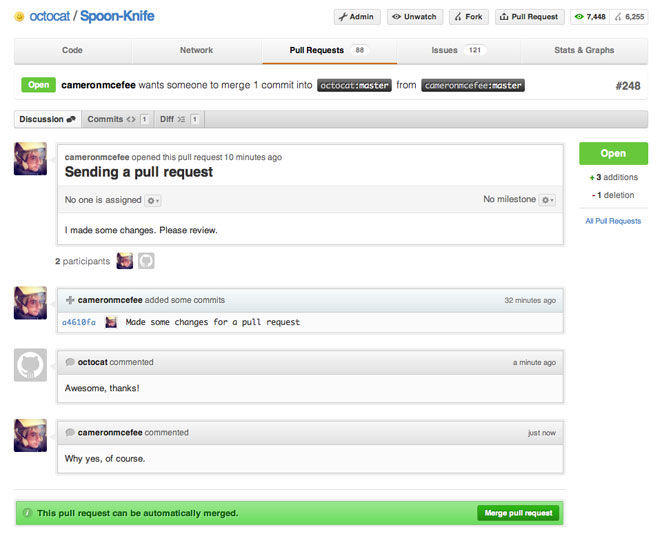 octocat / Spoon-Knife
Admin Unwatch Fork Pull Request 7,448 6,255
Code Network Pull Requests 88 Issues 121 Stats & Graphs
Open cameronmcefee wants someone to merge 1 commit into octocat:master from cameronmcefee:master #248
Discussion Commits <> 1 Diff 1
cameronmcefee opened this pull request 10 minutes ago
Sending a pull request
No one is assigned No milestone
I made some changes. Please review.
Open
+ 3 additions
- 1 deletion
All Pull Requests
2 participants
cameronmcefee added some commits 32 minutes ago
a4610fa Made some changes for a pull request
octocat commented a minute ago
Awesome, thanks!
cameronmcefee commented just now
Why yes, of course.
This pull request can be automatically merged. Merge pull request